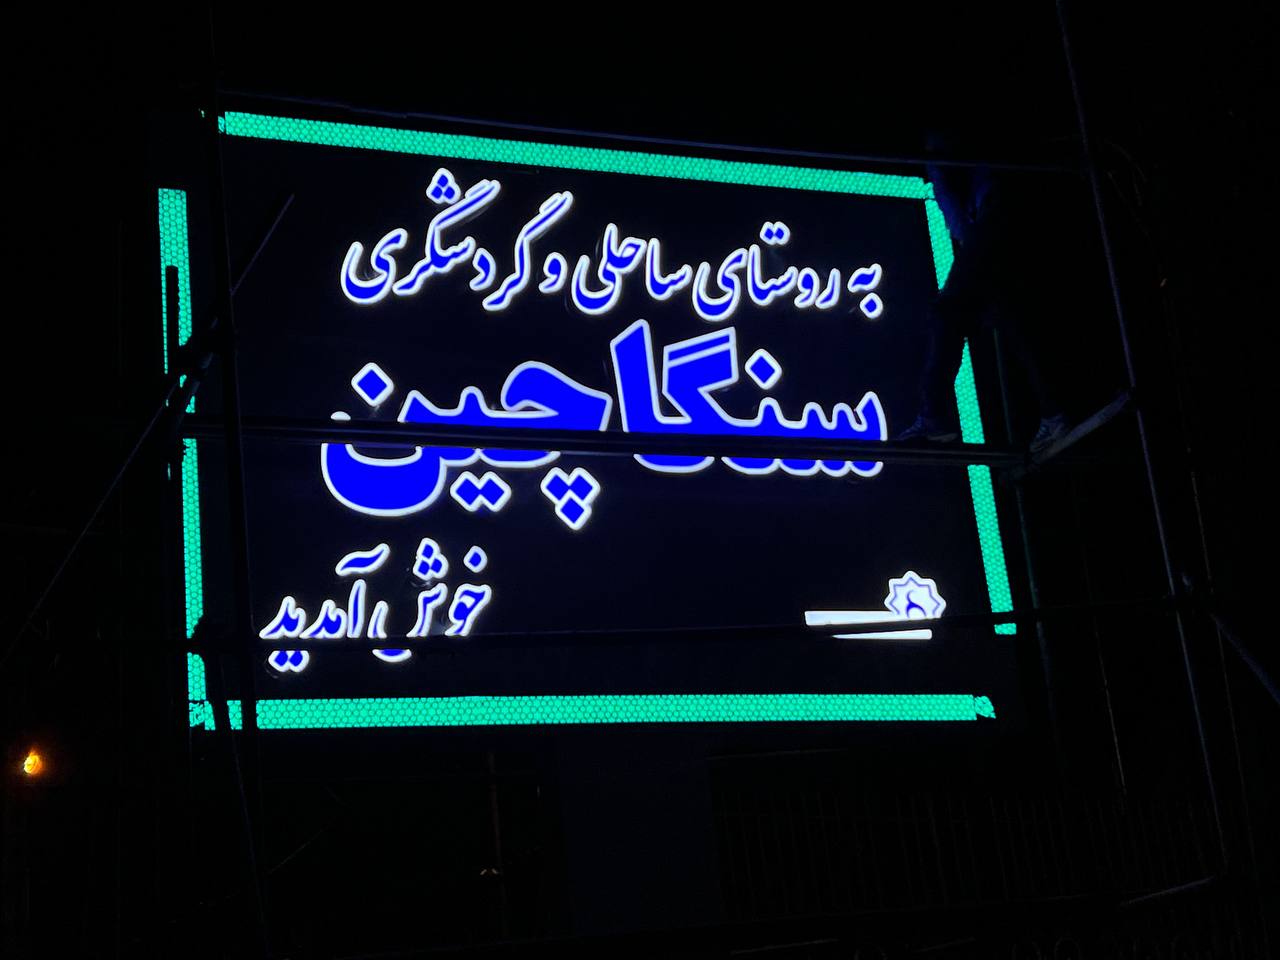 به روستای ساحلی و گردشگری
سنگاچین
خوش آمدید